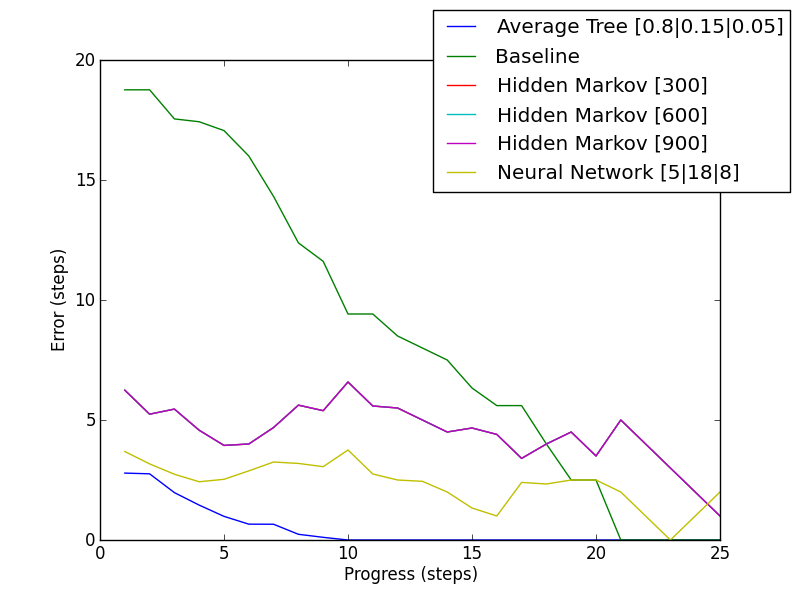 Average Tree [0.8|0.15|0.05]
Baseline
Hidden Markov [300]
Hidden Markov [600]
Hidden Markov [900]
Neural Network [5|18|8]
20
15
10
5
0
Error (steps)
0 5 10 15 20 25
Progress (steps)